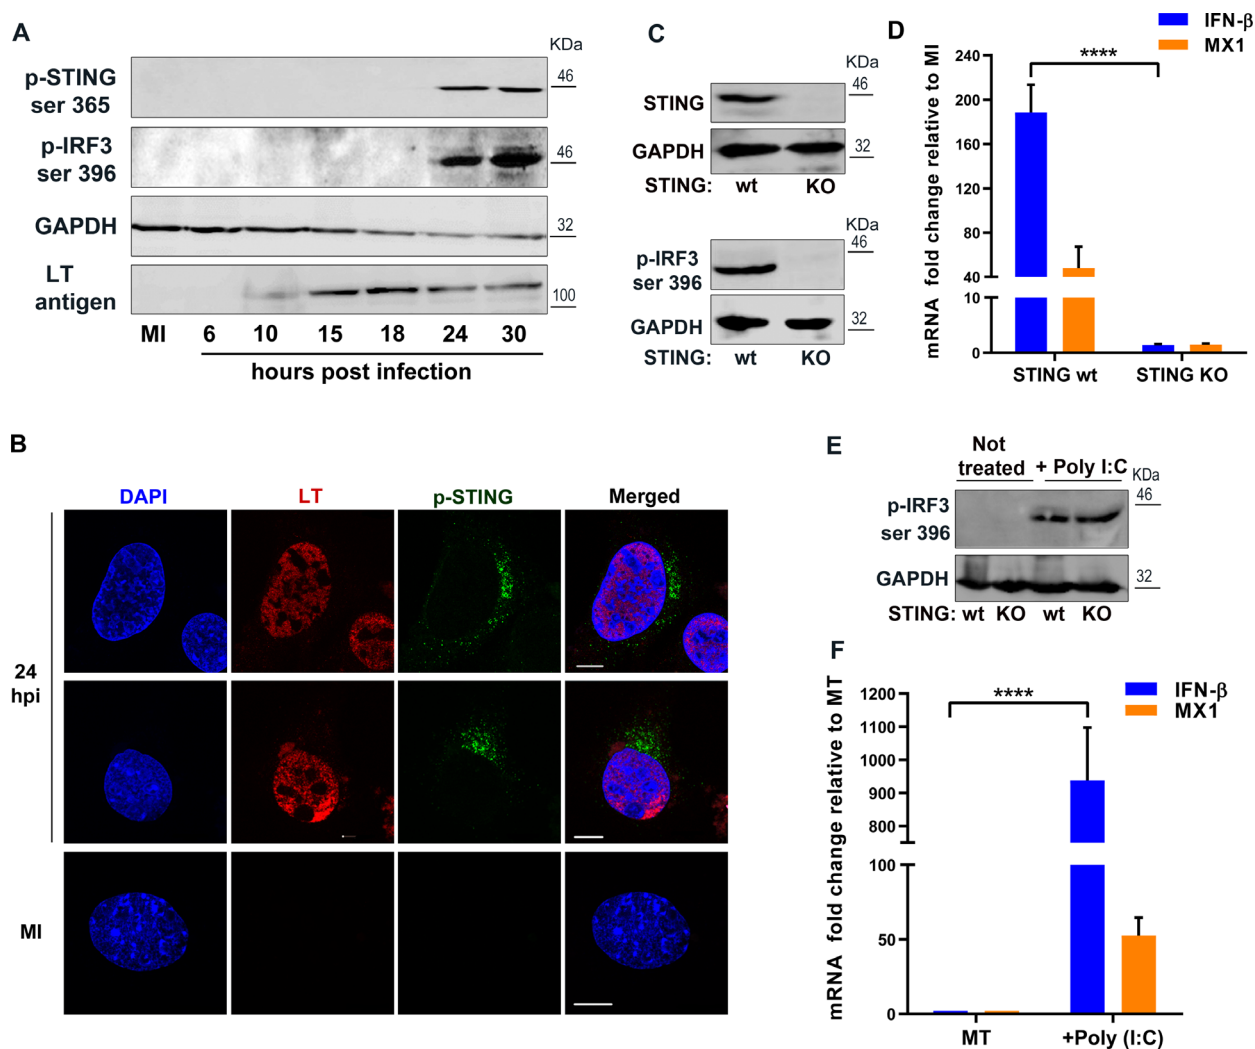 A
KDa
p-STING
ser 365
46
p-IRF3
ser 396
46
GAPDH
32
LT
antigen
100
MI 6 10 15 18 24 30
hours post infection
B
DAPI LT p-STING Merged
24
hpi
MI
C
KDa
STING
46
GAPDH
32
STING: wt KO
KDa
p-IRF3
ser 396
46
GAPDH
32
STING: wt KO
D
IFN-β
MX1
mRNA fold change relative to MI
240
200
160
120
80
40
10
0
****
STING wt STING KO
E
Not
treated
+ Poly I:C
KDa
p-IRF3
ser 396
46
GAPDH
32
STING: wt KO wt KO
F
IFN-β
MX1
mRNA fold change relative to MT
1200
1100
1000
900
800
100
50
0
****
MT +Poly (I:C)